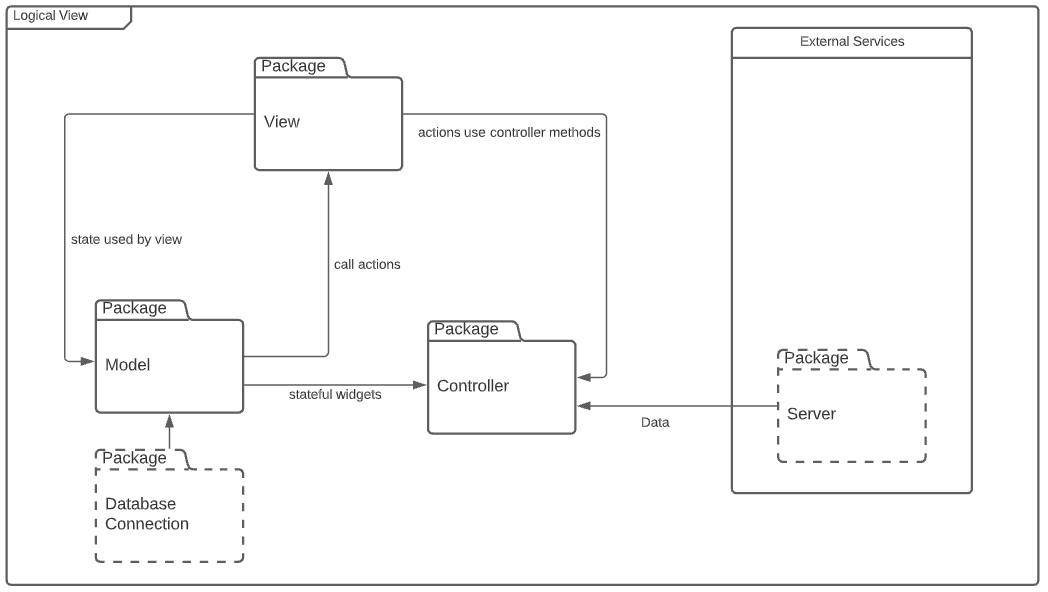 Logical View
External Services
Package
View
actions use controller methods
state used by view
call actions
Package
Model
Package
Controller
stateful widgets
Package
Server
Data
Package
Database
Connection